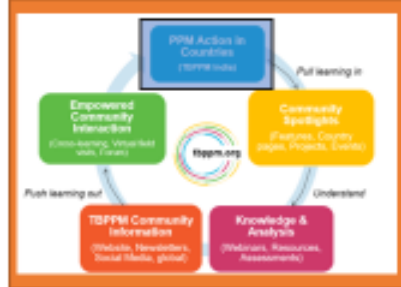 PPM Action in
Countries
(TBPPM India)
Pull learning in
Community
Spotlights
(Features, Country
pages, Projects, Events)
Understand
Knowledge &
Analysis
(Webinars, Resources,
Assessments)
TBPPM Community
Information
(Website, Newsletters,
Social Media, global)
Push learning out
Empowered
Community
Interaction
(Cross-learning, Virtual field
visits, Forum)
tbppm.org